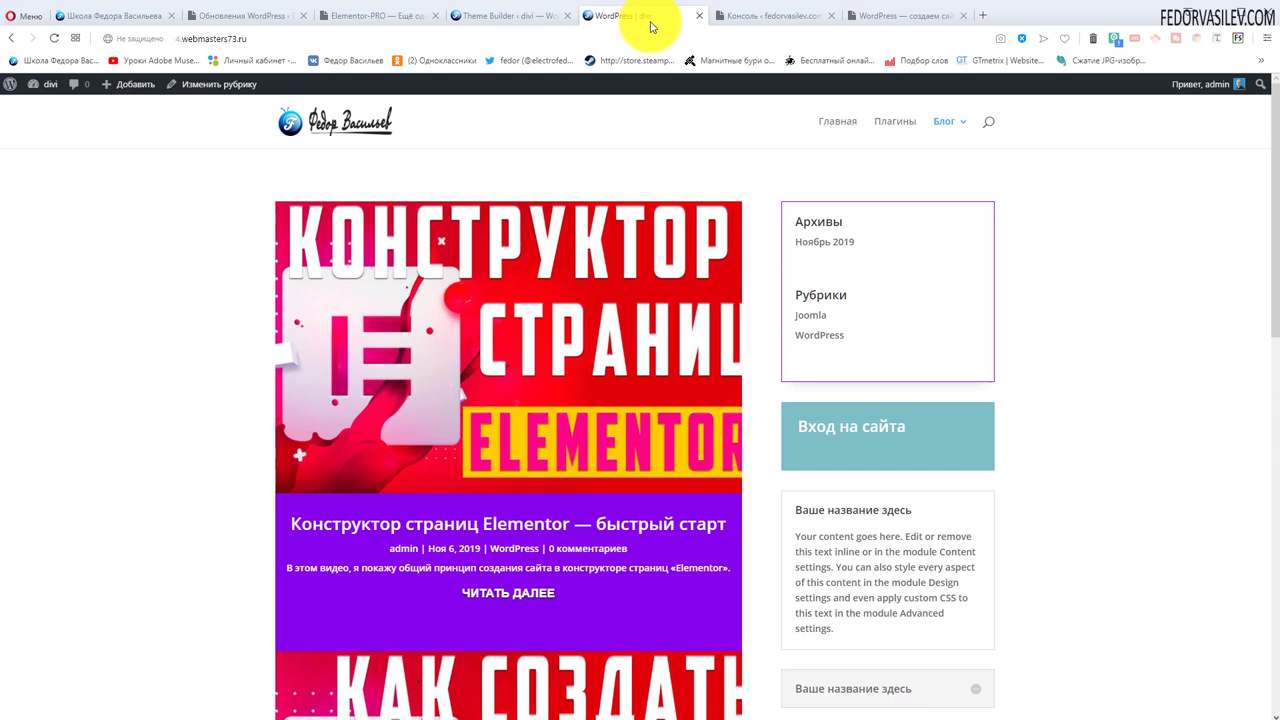 Меню
Школа Федора Васильева
Обновления WordPress ‹
Elementor-PRO — Ещё од
Theme Builder ‹ divi — Wo
WordPress | divi
Консоль ‹ fedorvasilev.com
WordPress — создаем сай
FEDORVASILEV.COM
Не защищено
4.webmasters73.ru
Школа Федора Вас...
Уроки Adobe Muse...
Личный кабинет -...
Федор Васильев
(2) Одноклассники
fedor (@electrofed...
http://store.steamp...
Магнитные бури о...
Бесплатный онлай...
Подбор слов
GTmetrix | Website...
Сжатие JPG-изобр...
divi
0
Добавить
Изменить рубрику
Привет, admin
Федор Васильев
Главная
Плагины
Блог
КОНСТРУКТОР
СТРАНИЦ
ELEMENTOR
Конструктор страниц Elementor — быстрый старт
admin | Ноя 6, 2019 | WordPress | 0 комментариев
В этом видео, я покажу общий принцип создания сайта в конструкторе страниц «Elementor».
ЧИТАТЬ ДАЛЕЕ
КАК СОЗДАТЬ
Архивы
Ноябрь 2019
Рубрики
Joomla
WordPress
Вход на сайта
Ваше название здесь
Your content goes here. Edit or remove
this text inline or in the module Content
settings. You can also style every aspect
of this content in the module Design
settings and even apply custom CSS to
this text in the module Advanced
settings.
Ваше название здесь